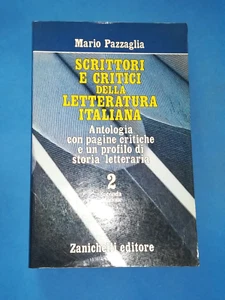 Mario Pazzaglia
SCRITTORI
E CRITICI
DELLA
LETTERATURA
ITALIANA
Antologia
con pagine critiche
e un profilo di
storia letteraria
2
Zanichelli editore